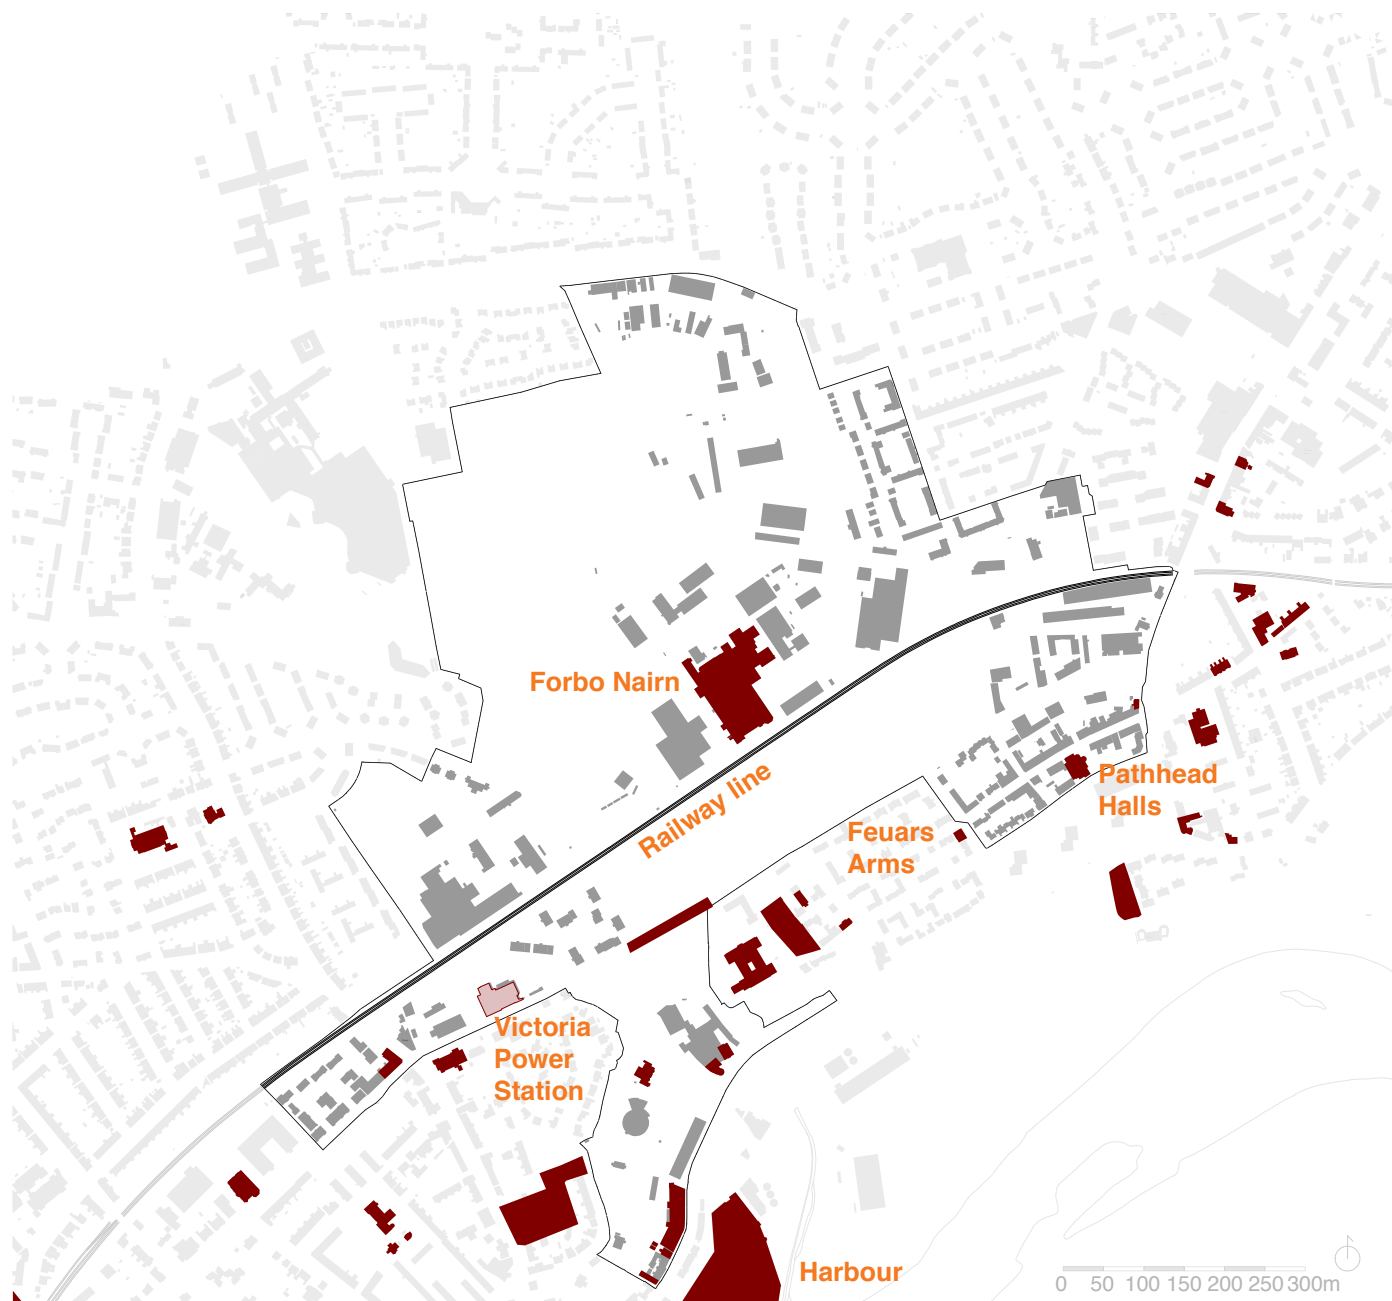 Forbo Nairn
Railway line
Pathhead
Halls
Feuars
Arms
Victoria
Power
Station
Harbour
0 50 100 150 200 250 300m